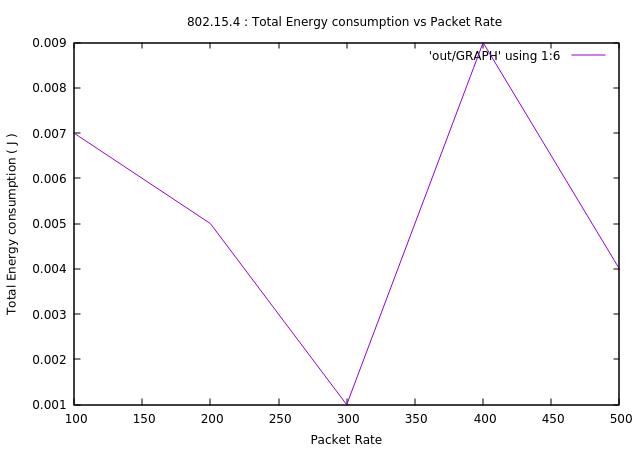 802.15.4 : Total Energy consumption vs Packet Rate
'out/GRAPH' using 1:6
Total Energy consumption ( J )
0.009
0.008
0.007
0.006
0.005
0.004
0.003
0.002
0.001
100 150 200 250 300 350 400 450 500
Packet Rate